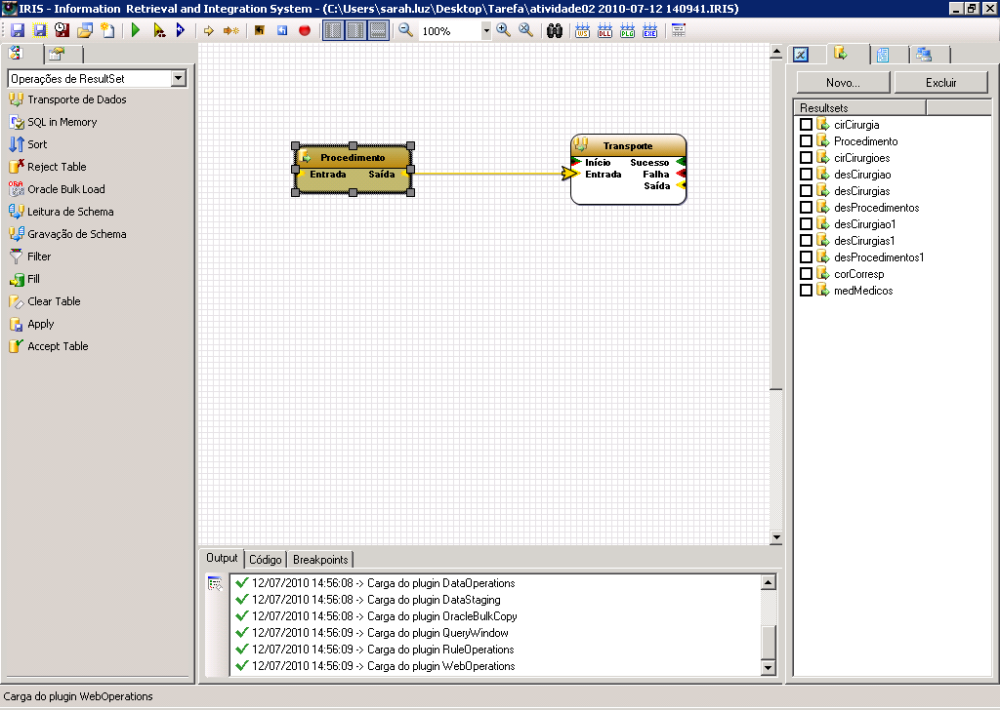 IRIS - Information Retrieval and Integration System - (C:\Users\sarah.luz\Desktop\Tarefa\atividade02 2010-07-12 140941.IRIS)
100%
WS DLL PLG EXE
Operações de ResultSet
Transporte de Dados
SQL in Memory
Sort
Reject Table
Oracle Bulk Load
Leitura de Schema
Gravação de Schema
Filter
Fill
Clear Table
Apply
Accept Table
Procedimento
Entrada Saída
Transporte
Início Sucesso
Entrada Falha
Saída
Novo... Excluir
Resultsets
cirCirurgia
Procedimento
cirCirurgioes
desCirurgiao
desCirurgias
desProcedimentos
desCirurgiao1
desCirurgias1
desProcedimentos1
corCorresp
medMedicos
Output Código Breakpoints
12/07/2010 14:56:08 -> Carga do plugin DataOperations
12/07/2010 14:56:08 -> Carga do plugin DataStaging
12/07/2010 14:56:08 -> Carga do plugin OracleBulkCopy
12/07/2010 14:56:09 -> Carga do plugin QueryWindow
12/07/2010 14:56:09 -> Carga do plugin RuleOperations
12/07/2010 14:56:09 -> Carga do plugin WebOperations
Carga do plugin WebOperations